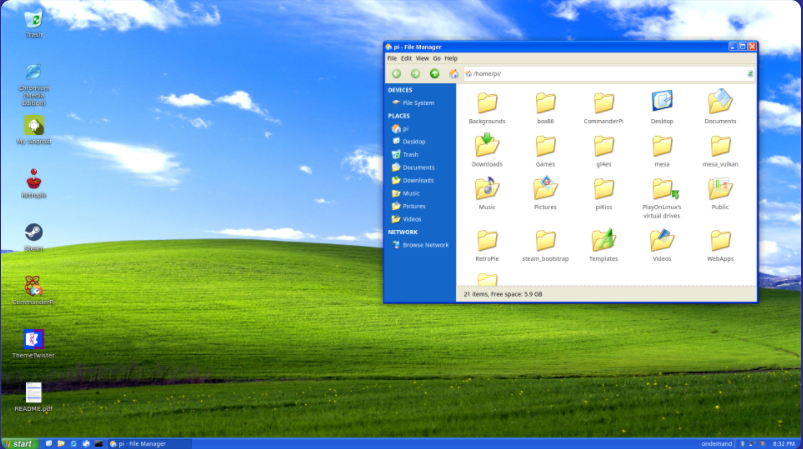 Trash
Chromium
(Media
Edition)
My Android
Retropie
Steam
CommanderPi
ThemeTwister
README.pdf
pi - File Manager
File Edit View Go Help
/home/pi/
DEVICES
File System
PLACES
pi
Desktop
Trash
Documents
Downloads
Music
Pictures
Videos
NETWORK
Browse Network
Backgrounds box86 CommanderPi Desktop Documents
Downloads Games gl4es mesa mesa_vulkan
Music Pictures piKiss PlayOnLinux's
virtual drives Public
RetroPie steam_bootstrap Templates Videos WebApps
21 items, Free space: 5.9 GB
start pi - File Manager ondemand 8:32 PM